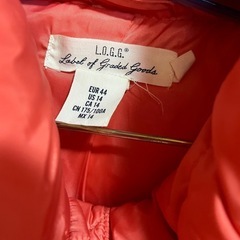 L.O.G.G.®
Label of Graded Goods
EUR 44
US 14
CA 14
CN 175/100A
MX 14